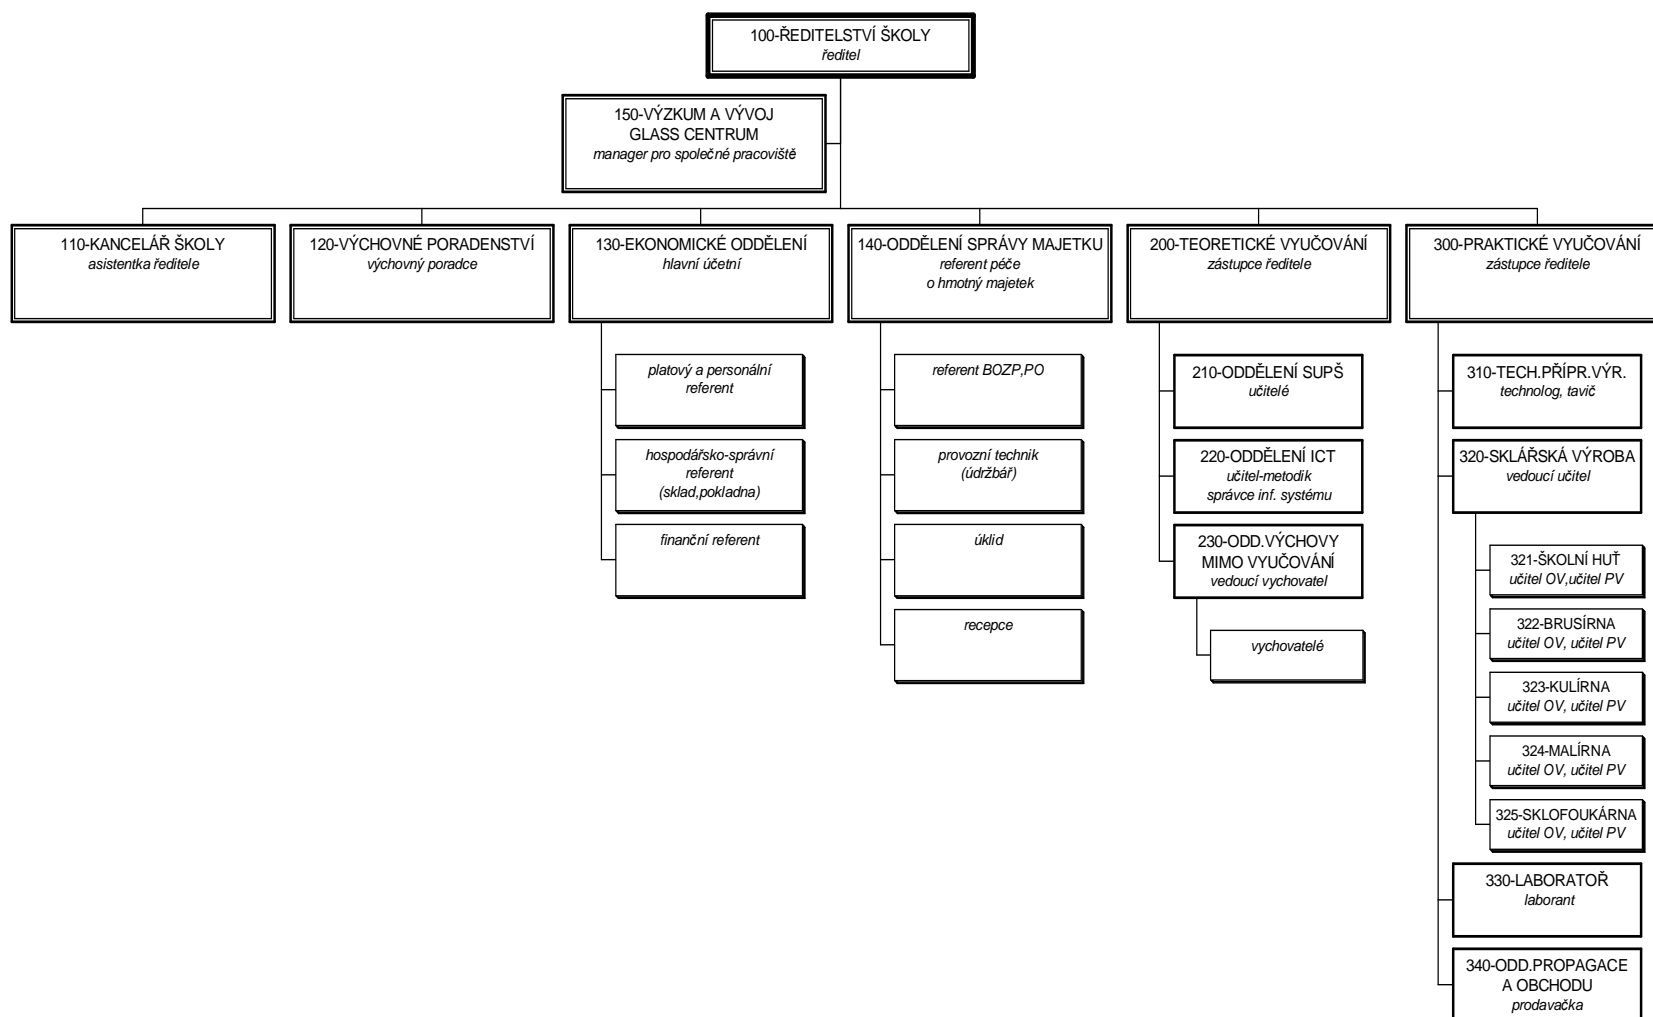 100-ŘEDITELSTVÍ ŠKOLY
ředitel
150-VÝZKUM A VÝVOJ
GLASS CENTRUM
manager pro společné pracoviště
110-KANCELÁŘ ŠKOLY
asistentka ředitele
120-VÝCHOVNÉ PORADENSTVÍ
výchovný poradce
130-EKONOMICKÉ ODDĚLENÍ
hlavní účetní
140-ODDĚLENÍ SPRÁVY MAJETKU
referent péče
o hmotný majetek
200-TEORETICKÉ VYUČOVÁNÍ
zástupce ředitele
300-PRAKTICKÉ VYUČOVÁNÍ
zástupce ředitele
platový a personální
referent
hospodářsko-správní
referent
(sklad,pokladna)
finanční referent
referent BOZP,PO
provozní technik
(údržbář)
úklid
recepce
210-ODDĚLENÍ SUPŠ
učitelé
220-ODDĚLENÍ ICT
učitel-metodik
správce inf. systému
230-ODD.VÝCHOVY
MIMO VYUČOVÁNÍ
vedoucí vychovatel
vychovatelé
310-TECH.PŘÍPR.VÝR.
technolog, tavič
320-SKLÁŘSKÁ VÝROBA
vedoucí učitel
321-ŠKOLNÍ HUŤ
učitel OV,učitel PV
322-BRUSÍRNA
učitel OV, učitel PV
323-KULÍRNA
učitel OV, učitel PV
324-MALÍRNA
učitel OV, učitel PV
325-SKLOFOUKÁRNA
učitel OV, učitel PV
330-LABORATOŘ
laborant
340-ODD.PROPAGACE
A OBCHODU
prodavačka